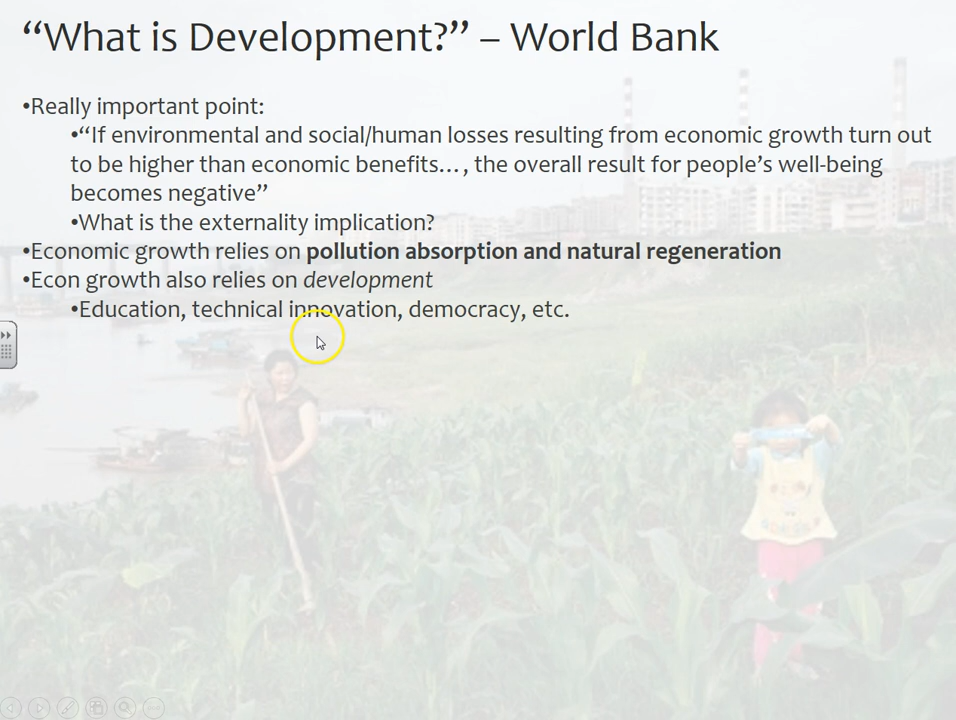 “What is Development?” – World Bank
•Really important point:
•“If environmental and social/human losses resulting from economic growth turn out
to be higher than economic benefits…, the overall result for people’s well-being
becomes negative”
•What is the externality implication?
•Economic growth relies on pollution absorption and natural regeneration
•Econ growth also relies on development
•Education, technical innovation, democracy, etc.